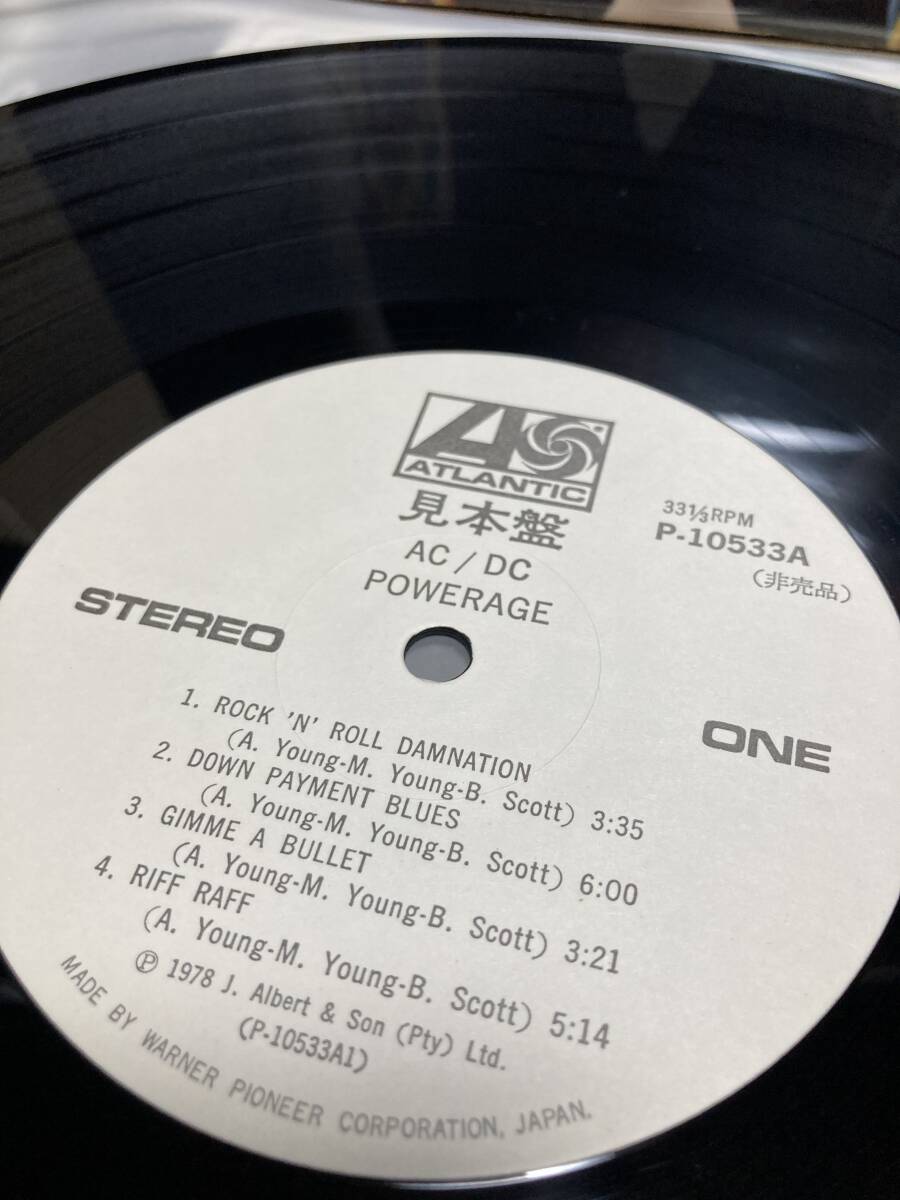 ATLANTIC
見本盤
AC / DC
POWERAGE
33⅓RPM
P-10533A
(非売品)
STEREO
ONE
1. ROCK 'N' ROLL DAMNATION
(A. Young-M. Young-B. Scott) 3:35
2. DOWN PAYMENT BLUES
(A. Young-M. Young-B. Scott) 6:00
3. GIMME A BULLET
(A. Young-M. Young-B. Scott) 3:21
4. RIFF RAFF
(A. Young-M. Young-B. Scott) 5:14
℗ 1978 J. Albert & Son (Pty) Ltd.
(P-10533A1)
MADE BY WARNER PIONEER CORPORATION, JAPAN.